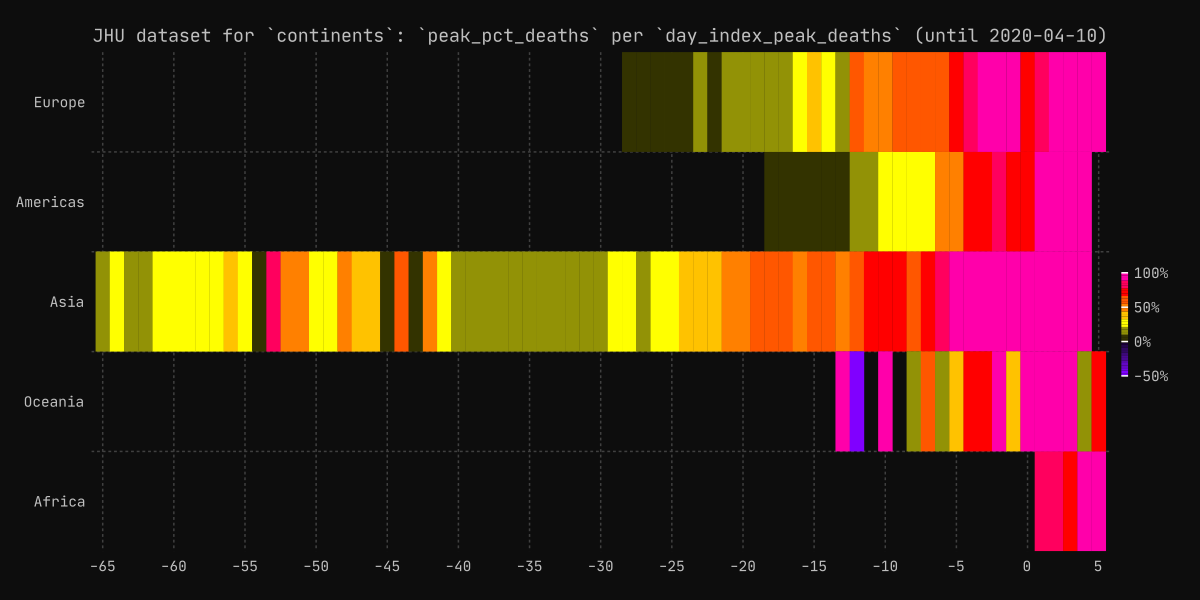 JHU dataset for `continents`: `peak_pct_deaths` per `day_index_peak_deaths` (until 2020-04-10)
Europe
Americas
Asia
Oceania
Africa
100%
50%
0%
-50%
-65 -60 -55 -50 -45 -40 -35 -30 -25 -20 -15 -10 -5 0 5